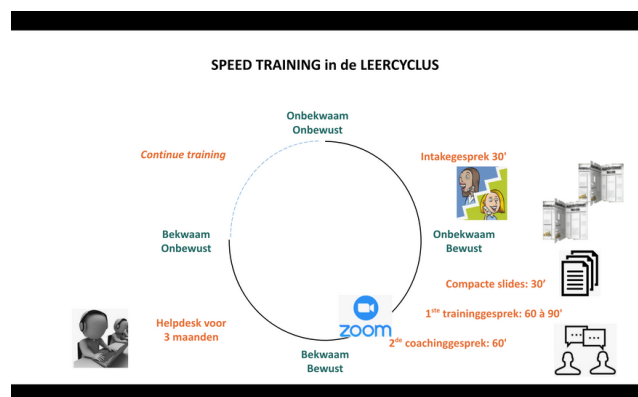 SPEED TRAINING in de LEERCYCLUS
Onbekwaam
Onbewust
Continue training
Intakegesprek 30'
Bekwaam
Onbewust
Onbekwaam
Bewust
Compacte slides: 30’
1ste traininggesprek: 60 à 90’
zoom
2de coachinggesprek: 60’
Helpdesk voor
3 maanden
Bekwaam
Bewust